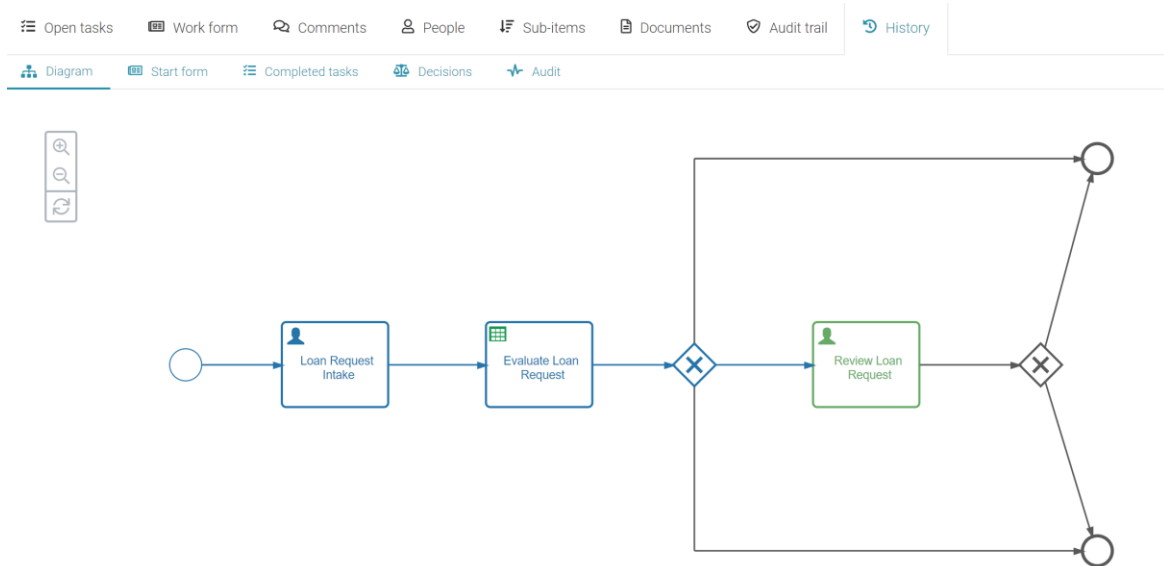 Open tasks Work form Comments People Sub-items Documents Audit trail History
Diagram Start form Completed tasks Decisions Audit
Loan Request
Intake
Evaluate Loan
Request
Review Loan
Request